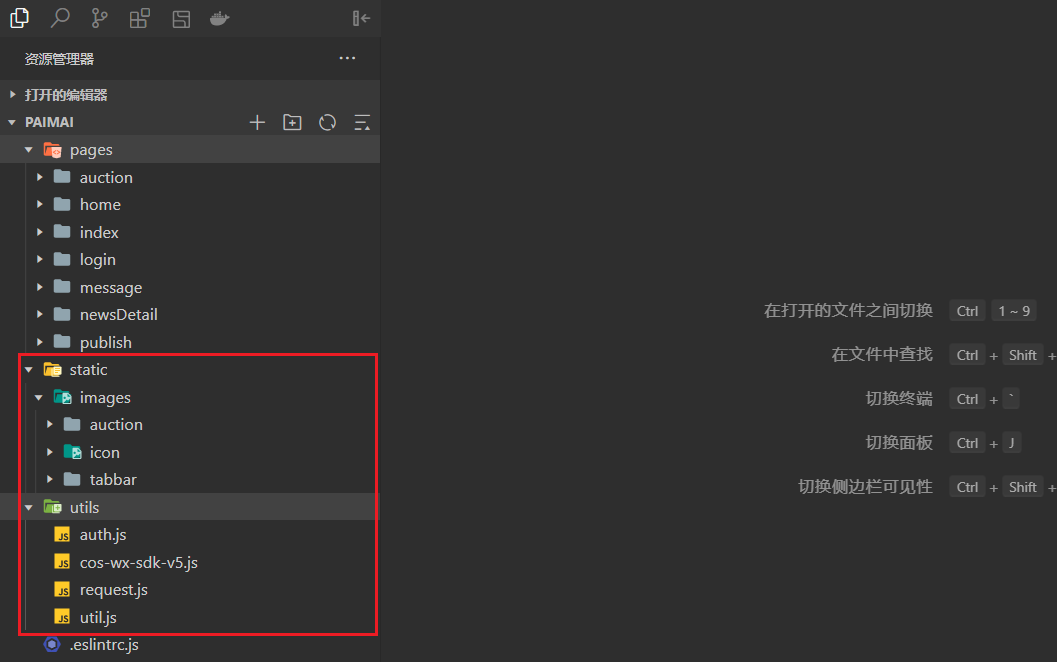 资源管理器
打开的编辑器
PAIMAI
pages
auction
home
index
login
message
newsDetail
publish
static
images
auction
icon
tabbar
utils
JS auth.js
JS cos-wx-sdk-v5.js
JS request.js
JS util.js
.eslintrc.js
在打开的文件之间切换 Ctrl 1 ~ 9
在文件中查找 Ctrl + Shift +
切换终端 Ctrl + `
切换面板 Ctrl + J
切换侧边栏可见性 Ctrl + Shift +